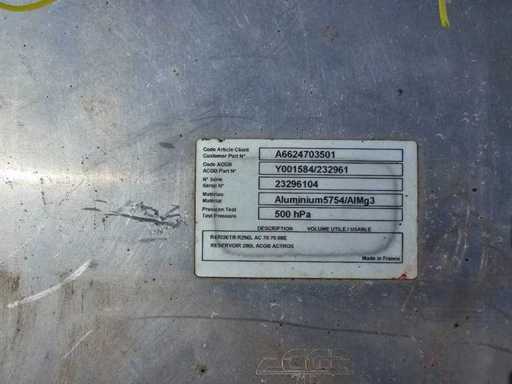 Code Article Client
Customer Part N° A6624703501
Code ACGB
ACGB Part N° Y001584/232961
N° Série
Serial N° 23296104
Matériau
Material Aluminium5754/AlMg3
Pression Test
Test Pressure 500 hPa
DESCRIPTION VOLUME UTILE / USABLE
RESERVOIR 290L ACGB ACTROS
Made in France